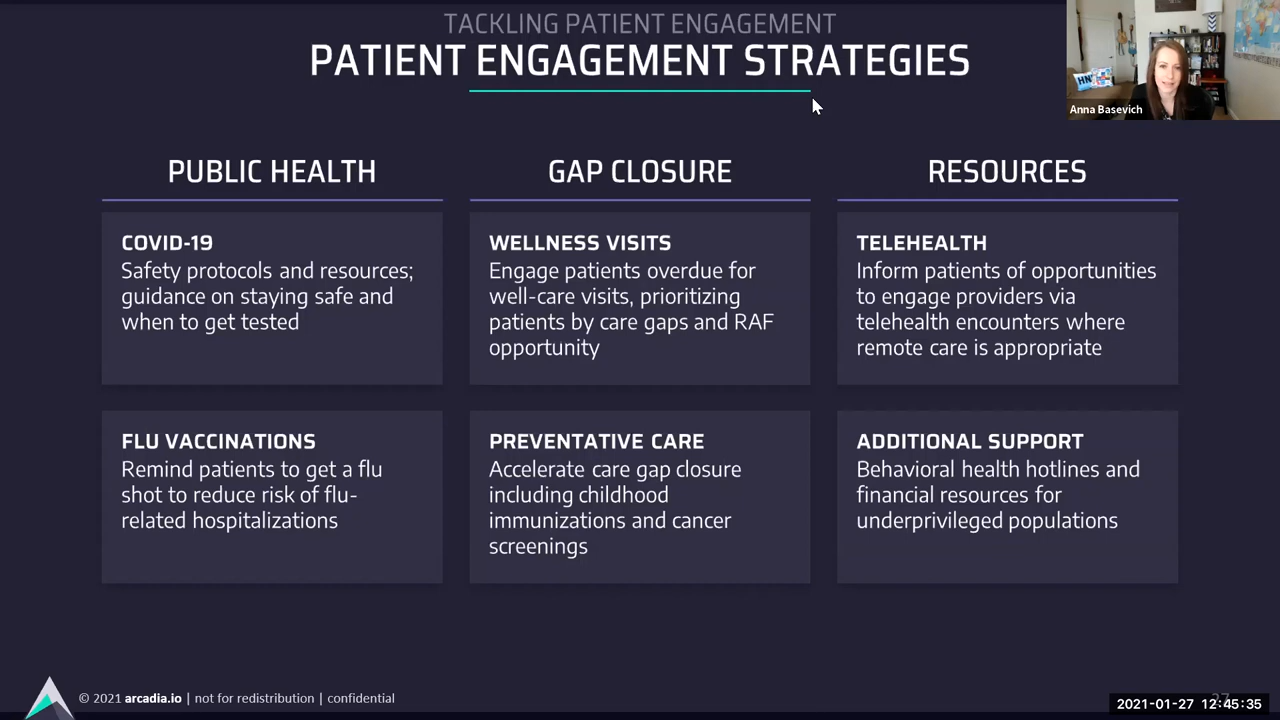 TACKLING PATIENT ENGAGEMENT
PATIENT ENGAGEMENT STRATEGIES
HN
Anna Basevich
PUBLIC HEALTH
COVID-19
Safety protocols and resources;
guidance on staying safe and
when to get tested
FLU VACCINATIONS
Remind patients to get a flu
shot to reduce risk of flu-
related hospitalizations
GAP CLOSURE
WELLNESS VISITS
Engage patients overdue for
well-care visits, prioritizing
patients by care gaps and RAF
opportunity
PREVENTATIVE CARE
Accelerate care gap closure
including childhood
immunizations and cancer
screenings
RESOURCES
TELEHEALTH
Inform patients of opportunities
to engage providers via
telehealth encounters where
remote care is appropriate
ADDITIONAL SUPPORT
Behavioral health hotlines and
financial resources for
underprivileged populations
© 2021 arcadia.io | not for redistribution | confidential
2021-01-27 12:45:35